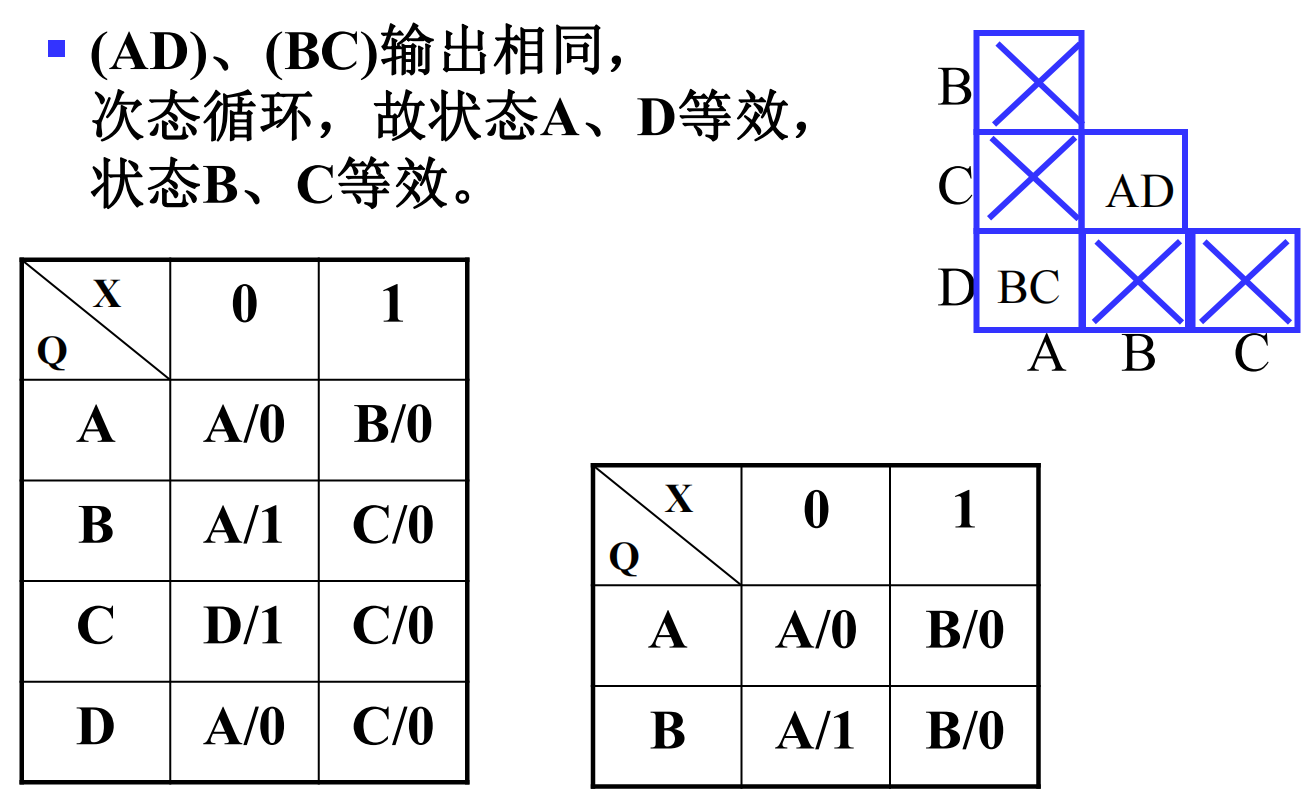 (AD)、(BC)输出相同，
次态循环，故状态A、D等效，
状态B、C等效。
B
C AD
D BC
A B C
X 0 1
Q
A A/0 B/0
B A/1 C/0
C D/1 C/0
D A/0 C/0
X 0 1
Q
A A/0 B/0
B A/1 B/0